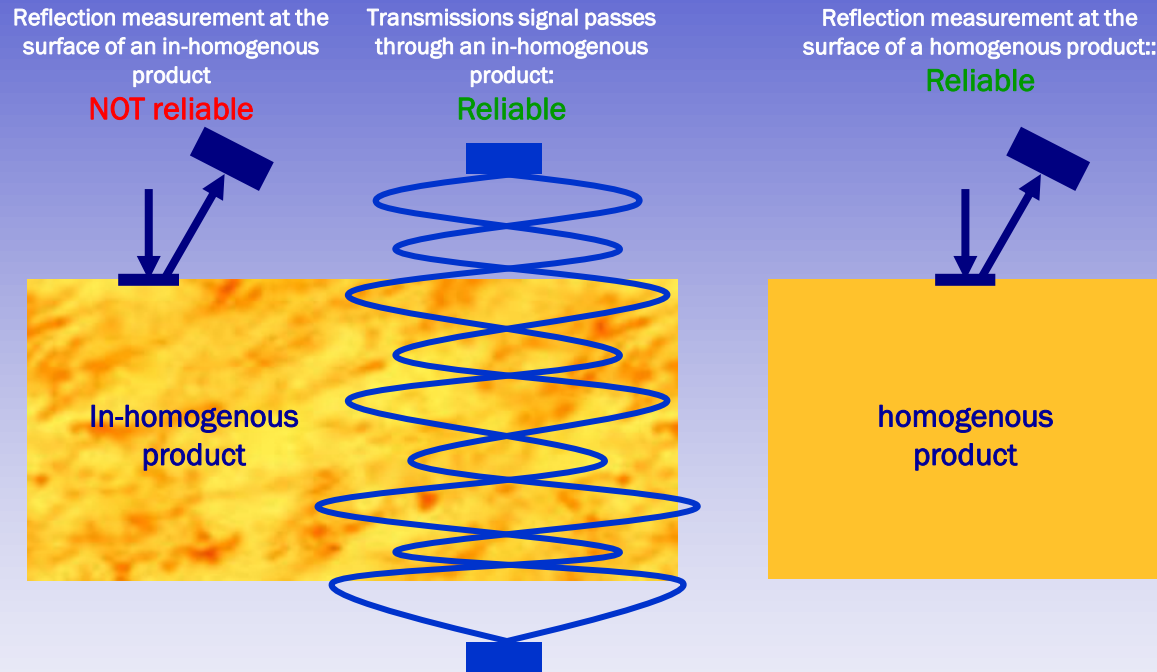 Reflection measurement at the
surface of an in-homogenous
product
NOT reliable
Transmissions signal passes
through an in-homogenous
product:
Reliable
Reflection measurement at the
surface of a homogenous product::
Reliable
In-homogenous
product
homogenous
product